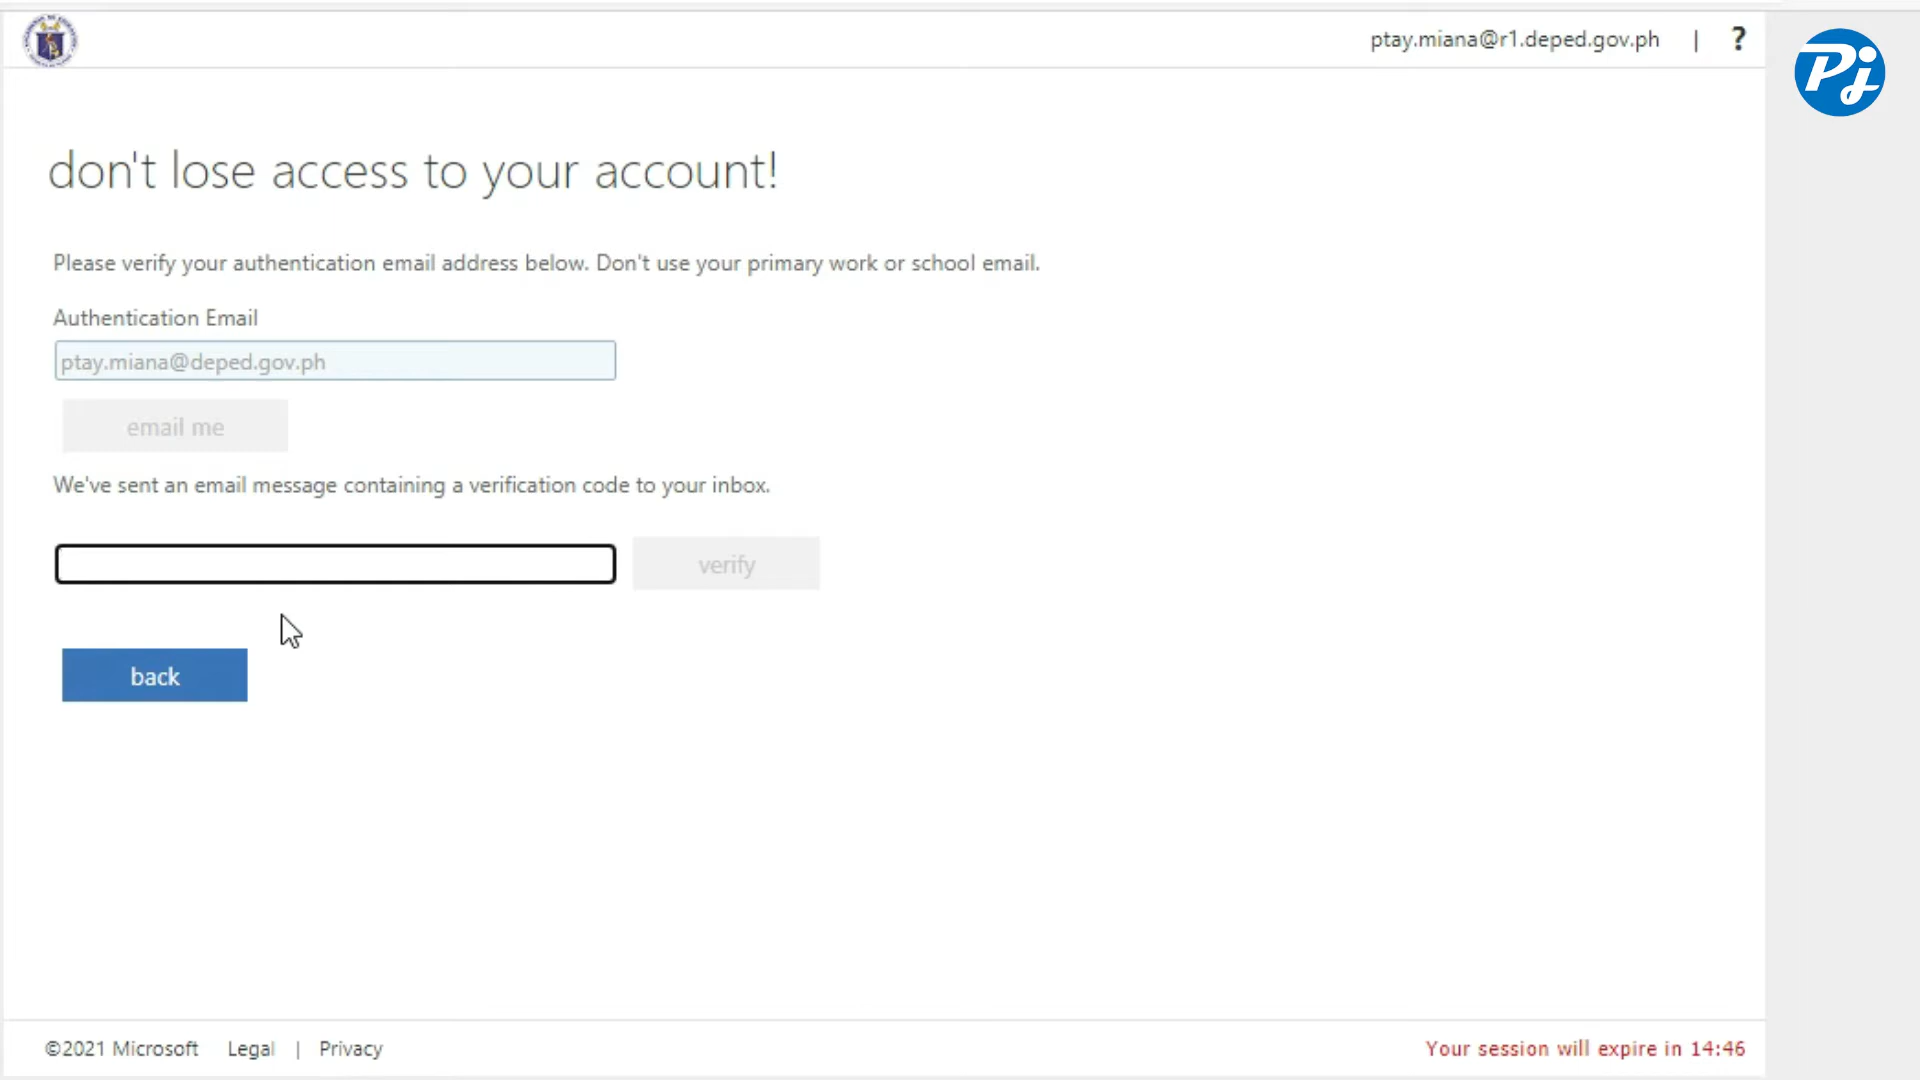 ptay.miana@r1.deped.gov.ph | ?
Pj
don't lose access to your account!
Please verify your authentication email address below. Don't use your primary work or school email.
Authentication Email
ptay.miana@deped.gov.ph
email me
We've sent an email message containing a verification code to your inbox.
verify
back
©2021 Microsoft Legal | Privacy
Your session will expire in 14:46